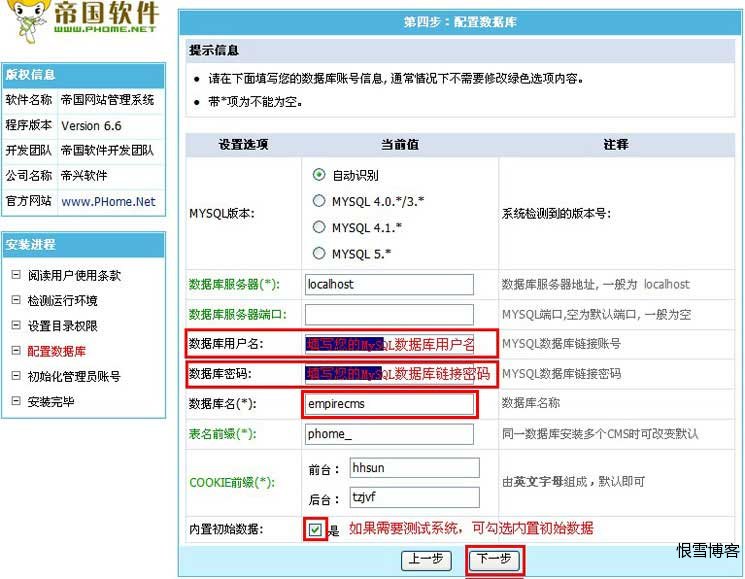 帝国软件
WWW.PHOME.NET
版权信息
软件名称 帝国网站管理系统
程序版本 Version 6.6
开发团队 帝国软件开发团队
公司名称 帝兴软件
官方网站 www.PHome.Net
安装进程
阅读用户使用条款
检测运行环境
设置目录权限
配置数据库
初始化管理员账号
安装完毕
第四步：配置数据库
提示信息
请在下面填写您的数据库账号信息, 通常情况下不需要修改绿色选项内容。
带*项为不能为空。
设置选项 当前值 注释
MYSQL版本:
自动识别
MYSQL 4.0.*/3.*
MYSQL 4.1.*
MYSQL 5.*
系统检测到的版本号:
数据库服务器(*): localhost 数据库服务器地址, 一般为 localhost
数据库服务器端口: MYSQL端口,空为默认端口, 一般为空
数据库用户名: 填写您的MySQL数据库用户名 MYSQL数据库链接账号
数据库密码: 填写您的MySQL数据库链接密码 MYSQL数据库链接密码
数据库名(*): empirecms 数据库名称
表名前缀(*): phome_ 同一数据库安装多个CMS时可改变默认
COOKIE前缀(*):
前台： hhsun
后台： tzjvf
由英文字母组成，默认即可
内置初始数据: 是 如果需要测试系统，可勾选内置初始数据
上一步 下一步
恨雪博客